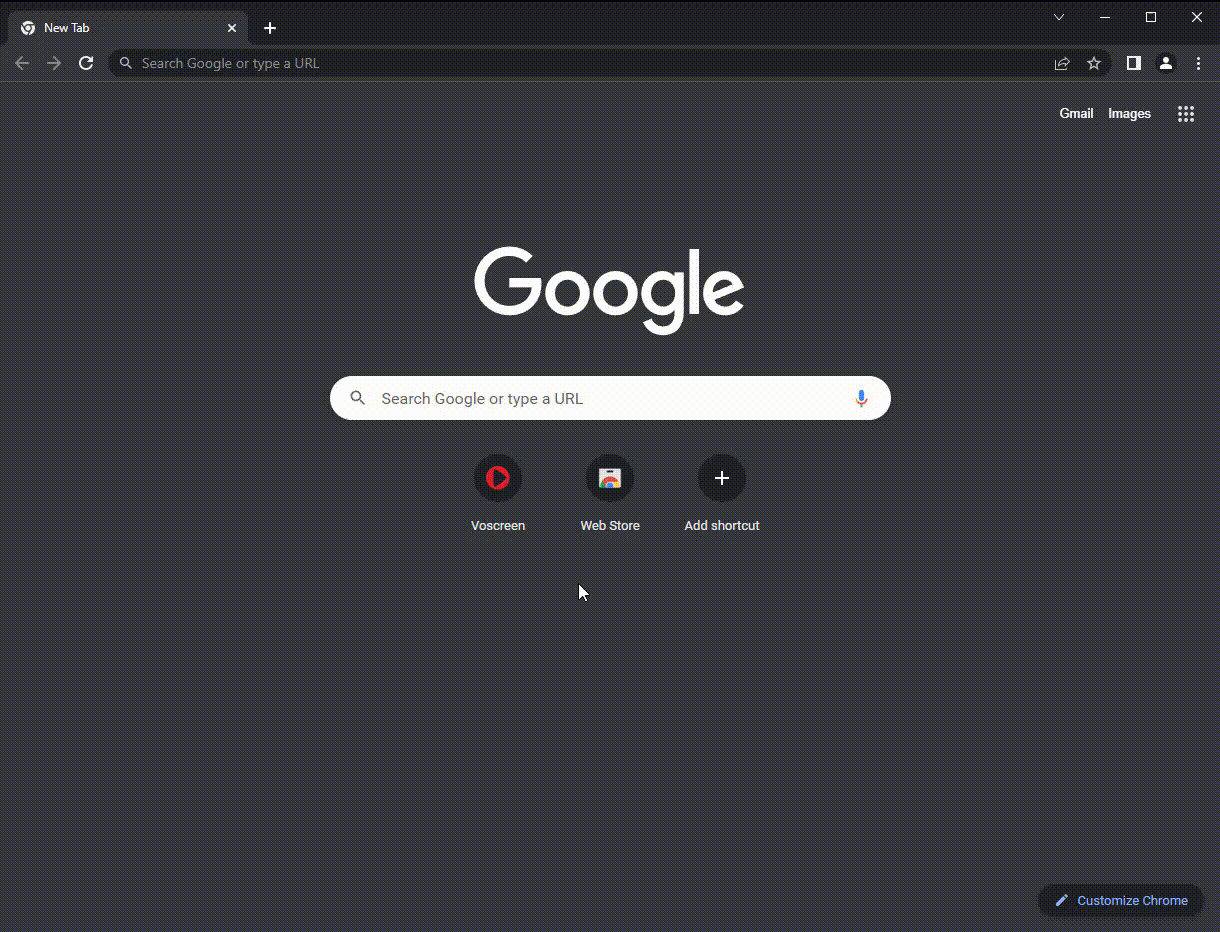 New Tab
Search Google or type a URL
Gmail Images
Google
Search Google or type a URL
Voscreen Web Store Add shortcut
Customize Chrome